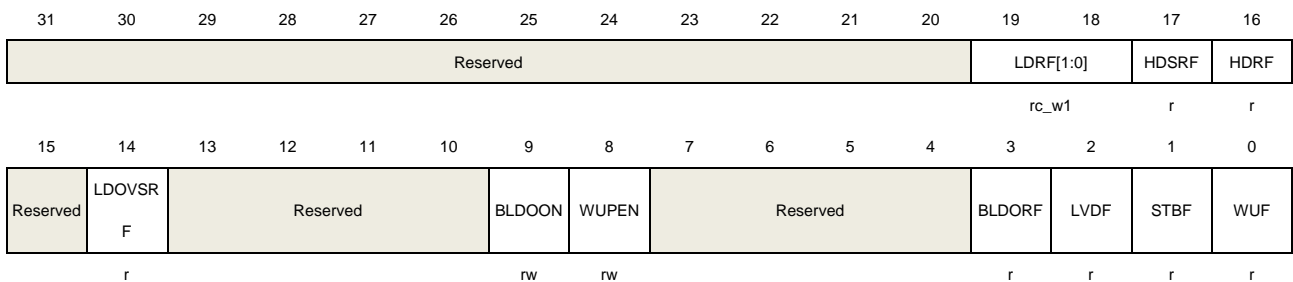 31 30 29 28 27 26 25 24 23 22 21 20 19 18 17 16
Reserved LDRF[1:0] HDSRF HDRF
rc_w1 r r
15 14 13 12 11 10 9 8 7 6 5 4 3 2 1 0
Reserved LDOVSR
F Reserved BLDOON WUPEN Reserved BLDORF LVDF STBF WUF
r rw rw r r r r